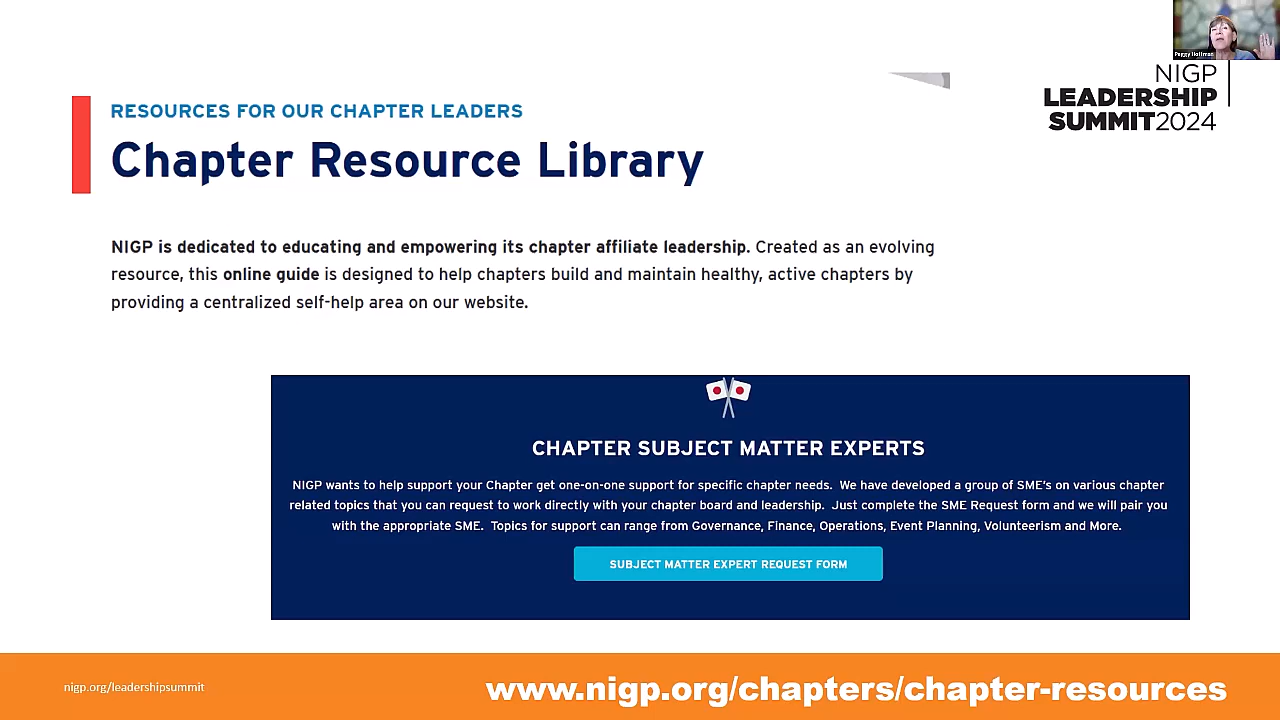 Peggy Hoffman
NIGP
LEADERSHIP
SUMMIT2024
RESOURCES FOR OUR CHAPTER LEADERS
Chapter Resource Library
NIGP is dedicated to educating and empowering its chapter affiliate leadership. Created as an evolving
resource, this online guide is designed to help chapters build and maintain healthy, active chapters by
providing a centralized self-help area on our website.
CHAPTER SUBJECT MATTER EXPERTS
NIGP wants to help support your Chapter get one-on-one support for specific chapter needs.  We have developed a group of SME's on various chapter
related topics that you can request to work directly with your chapter board and leadership.  Just complete the SME Request form and we will pair you
with the appropriate SME.  Topics for support can range from Governance, Finance, Operations, Event Planning, Volunteerism and More.
SUBJECT MATTER EXPERT REQUEST FORM
nigp.org/leadershipsummit
www.nigp.org/chapters/chapter-resources